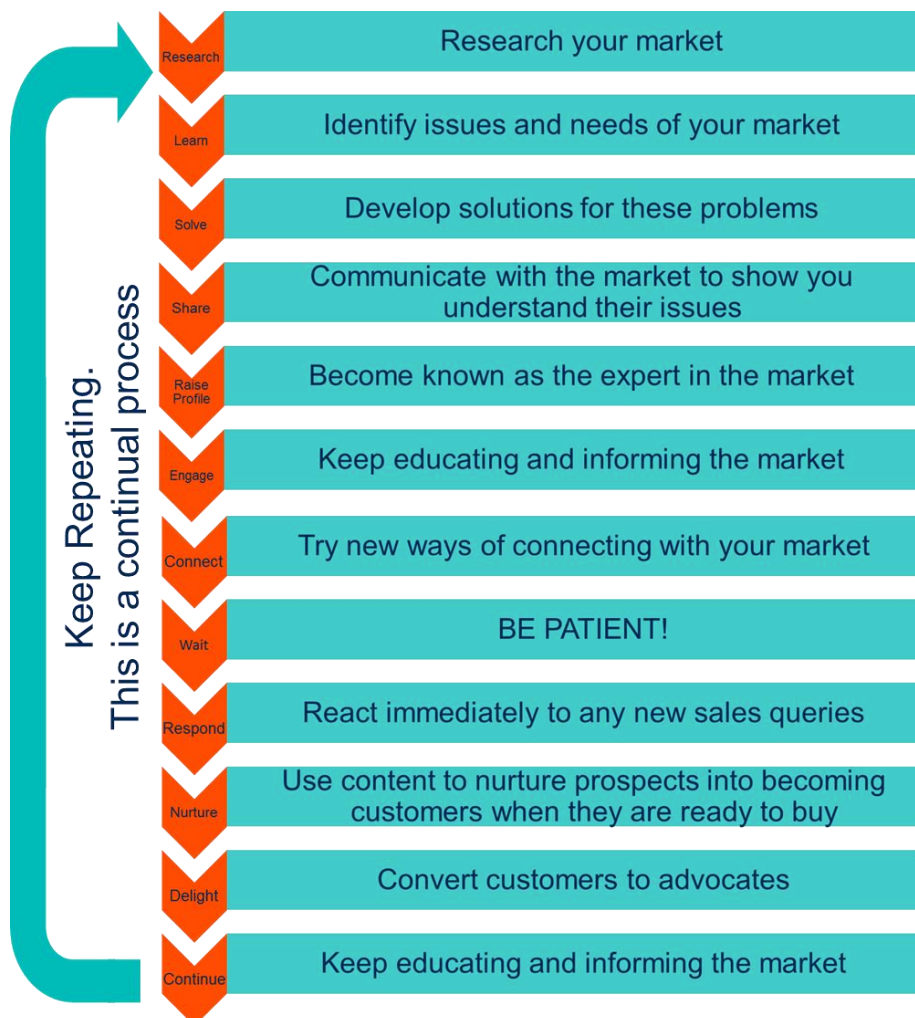 Research
Research your market
Learn
Identify issues and needs of your market
Solve
Develop solutions for these problems
Share
Communicate with the market to show you
understand their issues
Raise
Profile
Become known as the expert in the market
Engage
Keep educating and informing the market
Connect
Try new ways of connecting with your market
Wait
BE PATIENT!
Respond
React immediately to any new sales queries
Nurture
Use content to nurture prospects into becoming
customers when they are ready to buy
Delight
Convert customers to advocates
Continue
Keep educating and informing the market
Keep Repeating.
This is a continual process